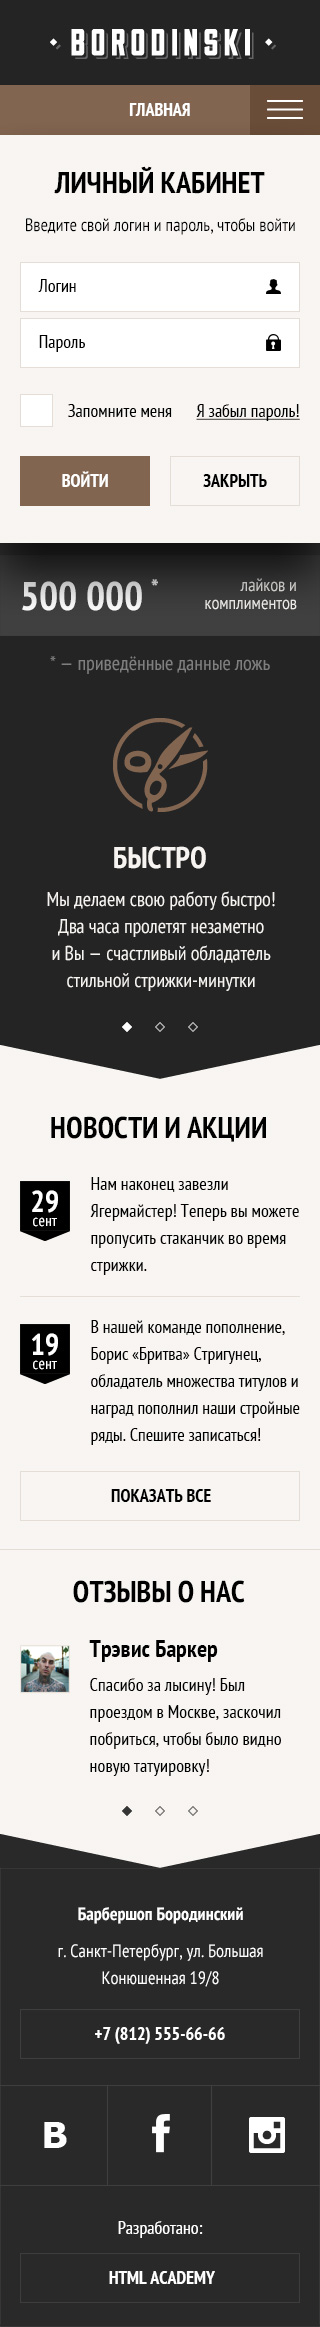 BORODINSKI
ГЛАВНАЯ
ЛИЧНЫЙ КАБИНЕТ
Введите свой логин и пароль, чтобы войти
Логин
Пароль
Запомните меня Я забыл пароль!
ВОЙТИ ЗАКРЫТЬ
500 000 * лайков и
комплиментов
* — приведённые данные ложь
БЫСТРО
Мы делаем свою работу быстро!
Два часа пролетят незаметно
и Вы — счастливый обладатель
стильной стрижки-минутки
НОВОСТИ И АКЦИИ
29
сент
Нам наконец завезли
Ягермайстер! Теперь вы можете
пропустить стаканчик во время
стрижки.
19
сент
В нашей команде пополнение,
Борис «Бритва» Стригунец,
обладатель множества титулов и
наград пополнил наши стройные
ряды. Спешите записаться!
ПОКАЗАТЬ ВСЕ
ОТЗЫВЫ О НАС
Трэвис Баркер
Спасибо за лысину! Был
проездом в Москве, заскочил
побриться, чтобы было видно
новую татуировку!
Барбершоп Бородинский
г. Санкт-Петербург, ул. Большая
Конюшенная 19/8
+7 (812) 555-66-66
B f
Разработано:
HTML ACADEMY